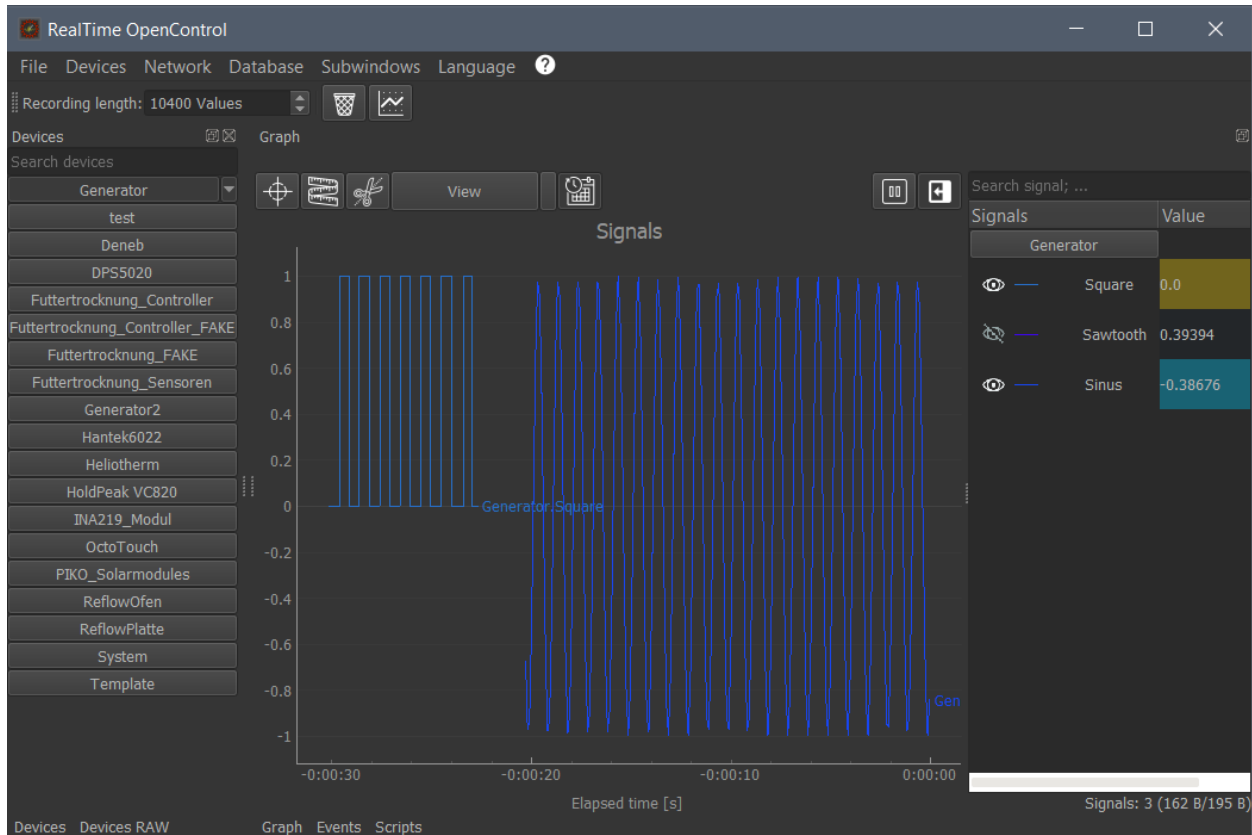 RealTime OpenControl
File Devices Network Database Subwindows Language ?
Recording length: 10400 Values
Devices
Search devices
Generator
test
Deneb
DPS5020
Futtertrocknung_Controller
Futtertrocknung_Controller_FAKE
Futtertrocknung_FAKE
Futtertrocknung_Sensoren
Generator2
Hantek6022
Heliotherm
HoldPeak VC820
INA219_Modul
OctoTouch
PIKO_Solarmodules
ReflowOfen
ReflowPlatte
System
Template
Devices Devices RAW
Graph
View
Signals
1
0.8
0.6
0.4
0.2
0
-0.2
-0.4
-0.6
-0.8
-1
Generator.Square
Gen
-0:00:30 -0:00:20 -0:00:10 0:00:00
Elapsed time [s]
Graph Events Scripts
Search signal; ...
Signals Value
Generator
Square 0.0
Sawtooth 0.39394
Sinus -0.38676
Signals: 3 (162 B/195 B)